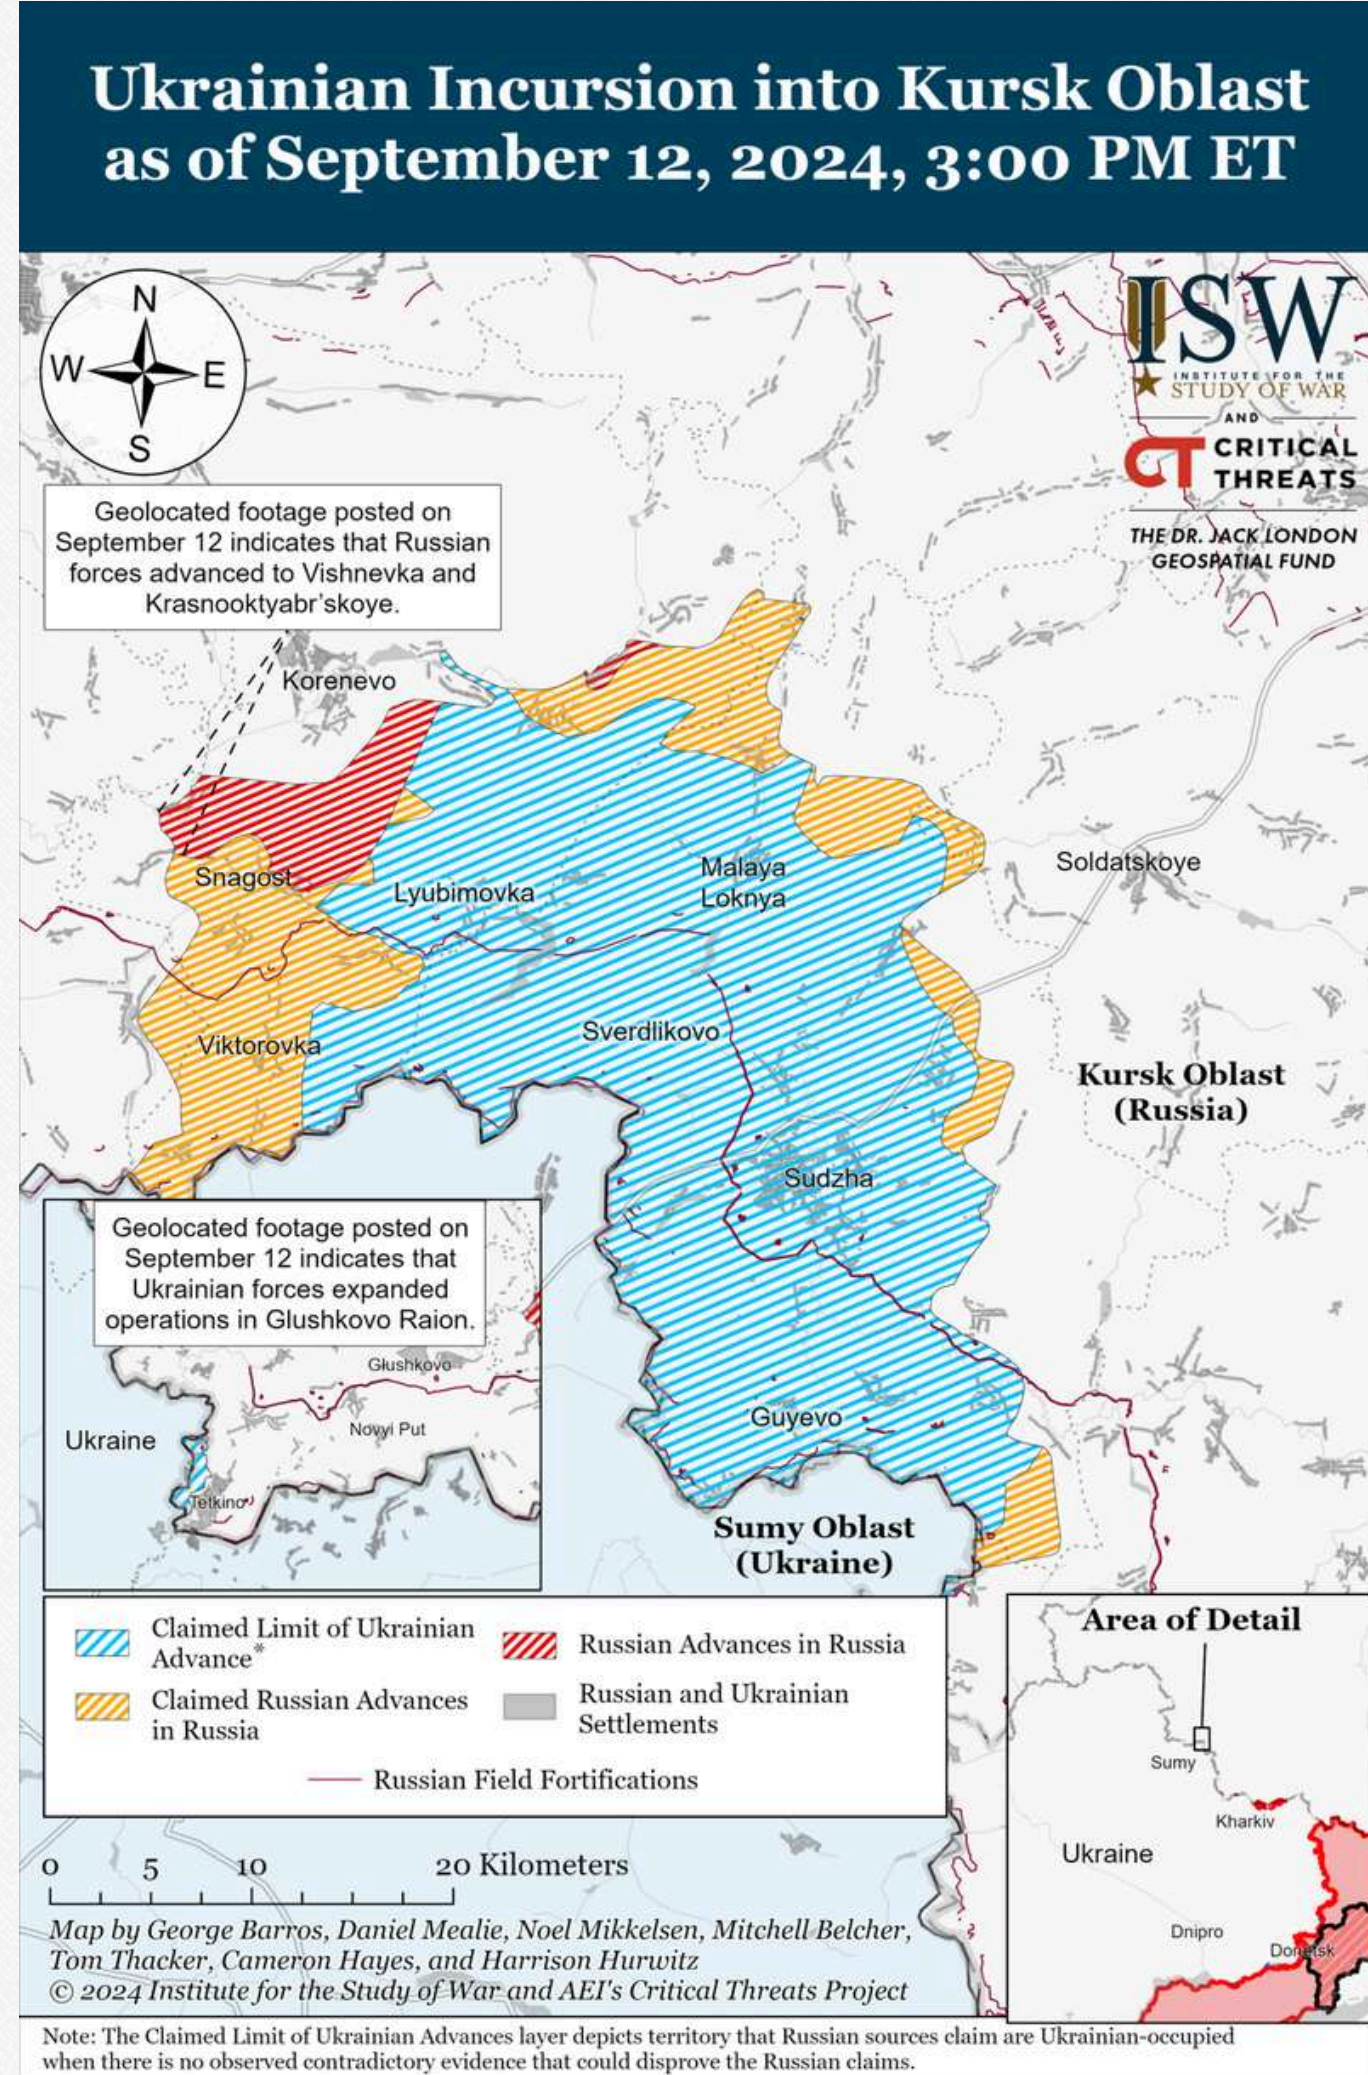 Ukrainian Incursion into Kursk Oblast
as of September 12, 2024, 3:00 PM ET
N
W
E
S
ISW
INSTITUTE FOR THE
STUDY OF WAR
AND
CT CRITICAL
THREATS
THE DR. JACK LONDON
GEOSPATIAL FUND
Geolocated footage posted on
September 12 indicates that Russian
forces advanced to Vishnevka and
Krasnooktyabr'skoye.
Korenevo
Snagost
Lyubimovka
Malaya
Loknya
Soldatskoye
Viktorovka
Sverdlikovo
Kursk Oblast
(Russia)
Sudzha
Guyevo
Sumy Oblast
(Ukraine)
Geolocated footage posted on
September 12 indicates that
Ukrainian forces expanded
operations in Glushkovo Raion.
Glushkovo
Novyi Put
Ukraine
Tetkino
Claimed Limit of Ukrainian
Advance*
Russian Advances in Russia
Claimed Russian Advances
in Russia
Russian and Ukrainian
Settlements
Russian Field Fortifications
Area of Detail
Sumy
Kharkiv
Ukraine
Dnipro
Donetsk
0 5 10 20 Kilometers
Map by George Barros, Daniel Mealie, Noel Mikkelsen, Mitchell Belcher,
Tom Thacker, Cameron Hayes, and Harrison Hurwitz
© 2024 Institute for the Study of War and AEI's Critical Threats Project
Note: The Claimed Limit of Ukrainian Advances layer depicts territory that Russian sources claim are Ukrainian-occupied
when there is no observed contradictory evidence that could disprove the Russian claims.